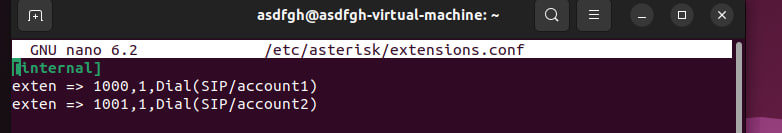 asdfgh@asdfgh-virtual-machine: ~
GNU nano 6.2 /etc/asterisk/extensions.conf
[internal]
exten => 1000,1,Dial(SIP/account1)
exten => 1001,1,Dial(SIP/account2)